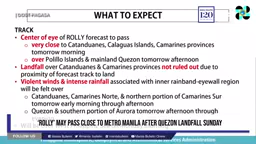 WHAT TO EXPECT
TRACK
• Center of eye of ROLLY forecast to pass
→ very close to Catanduanes, Calaguas Islands, Camarines provinces
tomorrow morning
→ over Polillo Islands & mainland Quezon Tomorrow afternoon
• Landfall over Catanduanes & Camarines Provinces not ruled out due to
proximity of forecast track to land
• Violent winds & intense rainfall associated with inner rainband-eyewall region
will be felt over
→ Catanduanes, Camarines Norte, & northern portion of Camarines Sur
tomorrow early morning through afternoon
→ Quezon & southern portion of Aurora tomorrow afternoon through
'ROLLY' MAY PASS CLOSE TO METRO MANILA AFTER QUEZON LANDFALL SUNDAY
FOLLOW US